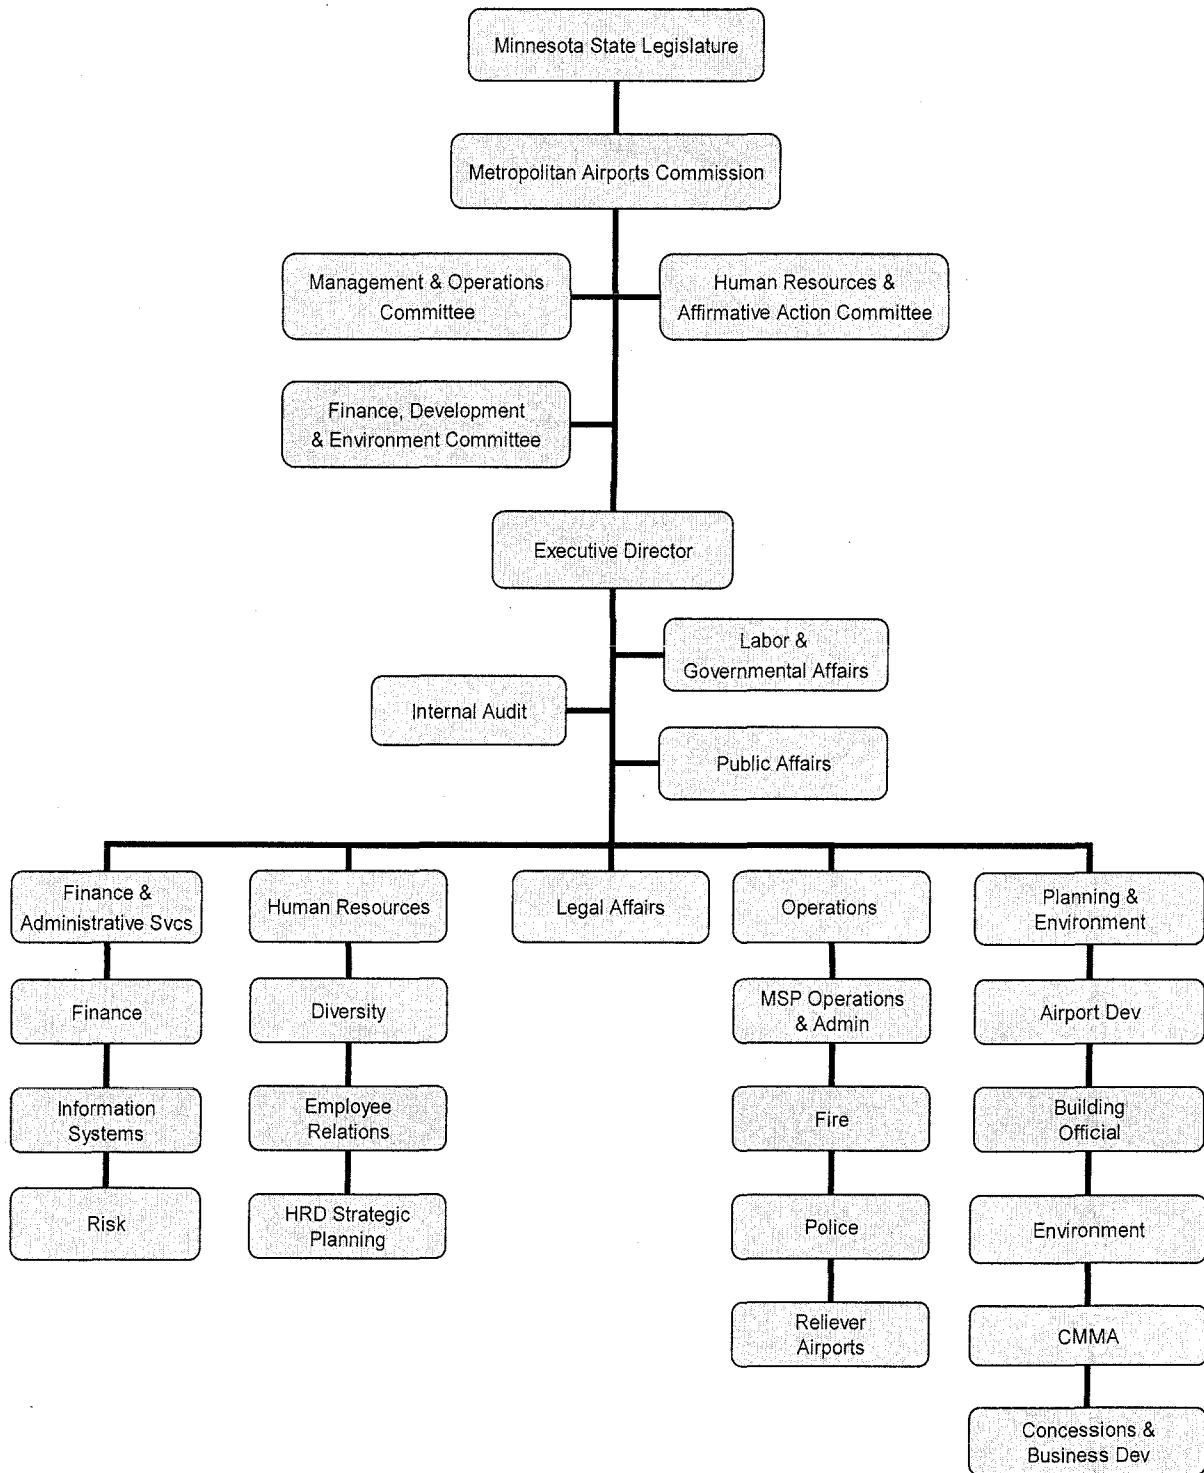 Minnesota State Legislature
Metropolitan Airports Commission
Management & Operations
Committee
Human Resources &
Affirmative Action Committee
Finance, Development
& Environment Committee
Executive Director
Labor &
Governmental Affairs
Internal Audit
Public Affairs
Finance &
Administrative Svcs
Human Resources
Legal Affairs
Operations
Planning &
Environment
Finance
Diversity
MSP Operations
& Admin
Airport Dev
Information
Systems
Employee
Relations
Fire
Building
Official
Risk
HRD Strategic
Planning
Police
Environment
Reliever
Airports
CMMA
Concessions &
Business Dev